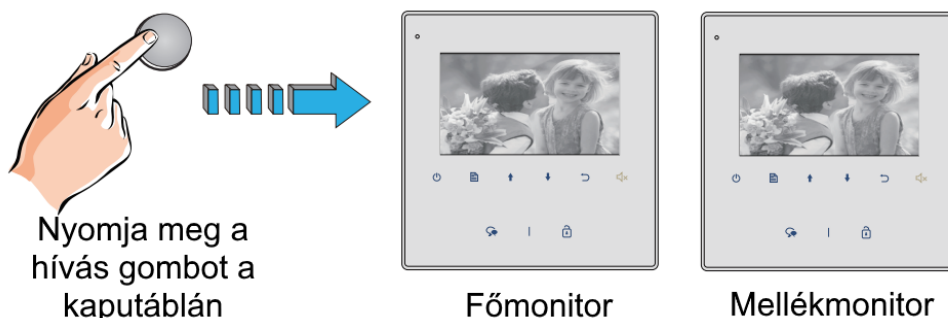 Nyomja meg a
hívás gombot a
kaputáblán
Főmonitor
Mellékmonitor